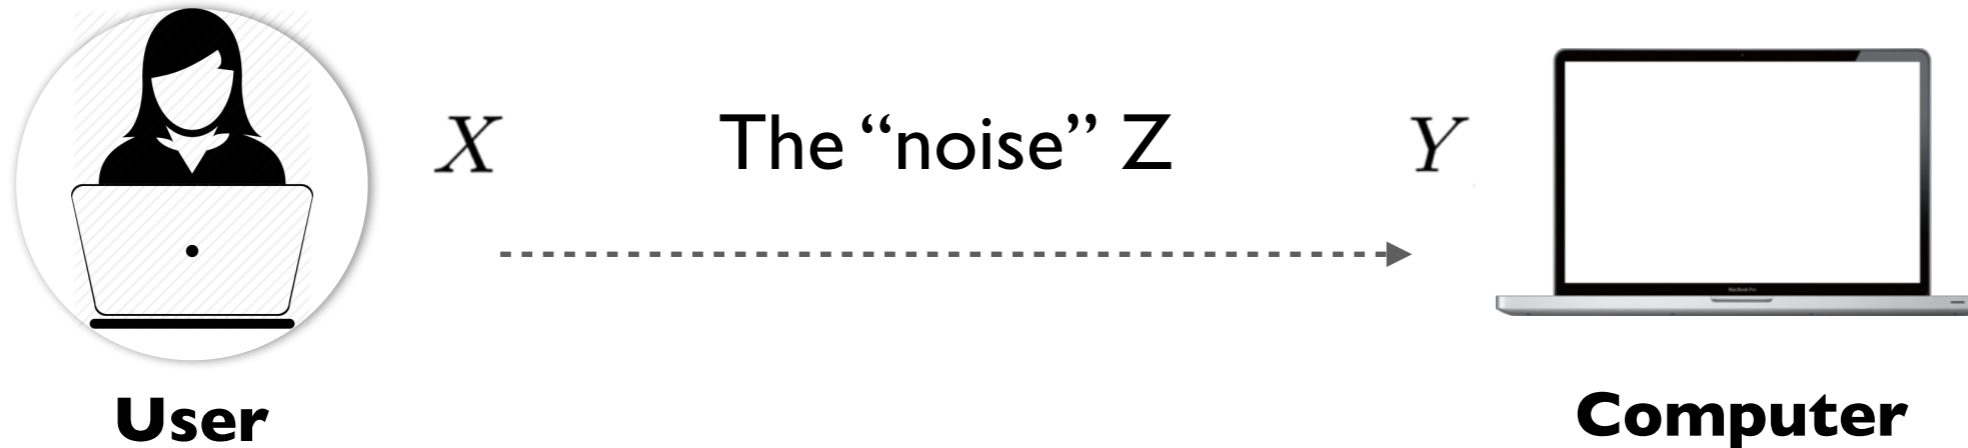 X The “noise” Z Y
User
Computer